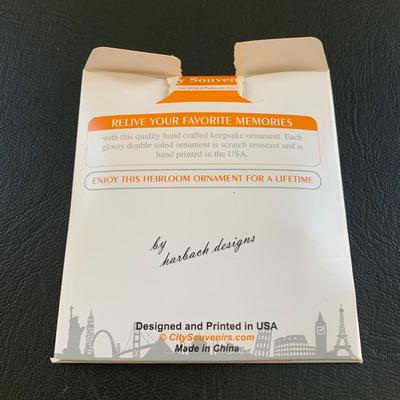 y Souveni
RELIVE YOUR FAVORITE MEMORIES
with this quality hand crafted keepsake ornament. Each
glossy double sided ornament is scratch resistant and is
hand printed in the USA.
ENJOY THIS HEIRLOOM ORNAMENT FOR A LIFETIME
by
harbach designs
Designed and Printed in USA
© CitySouvenirs.com
Made in China